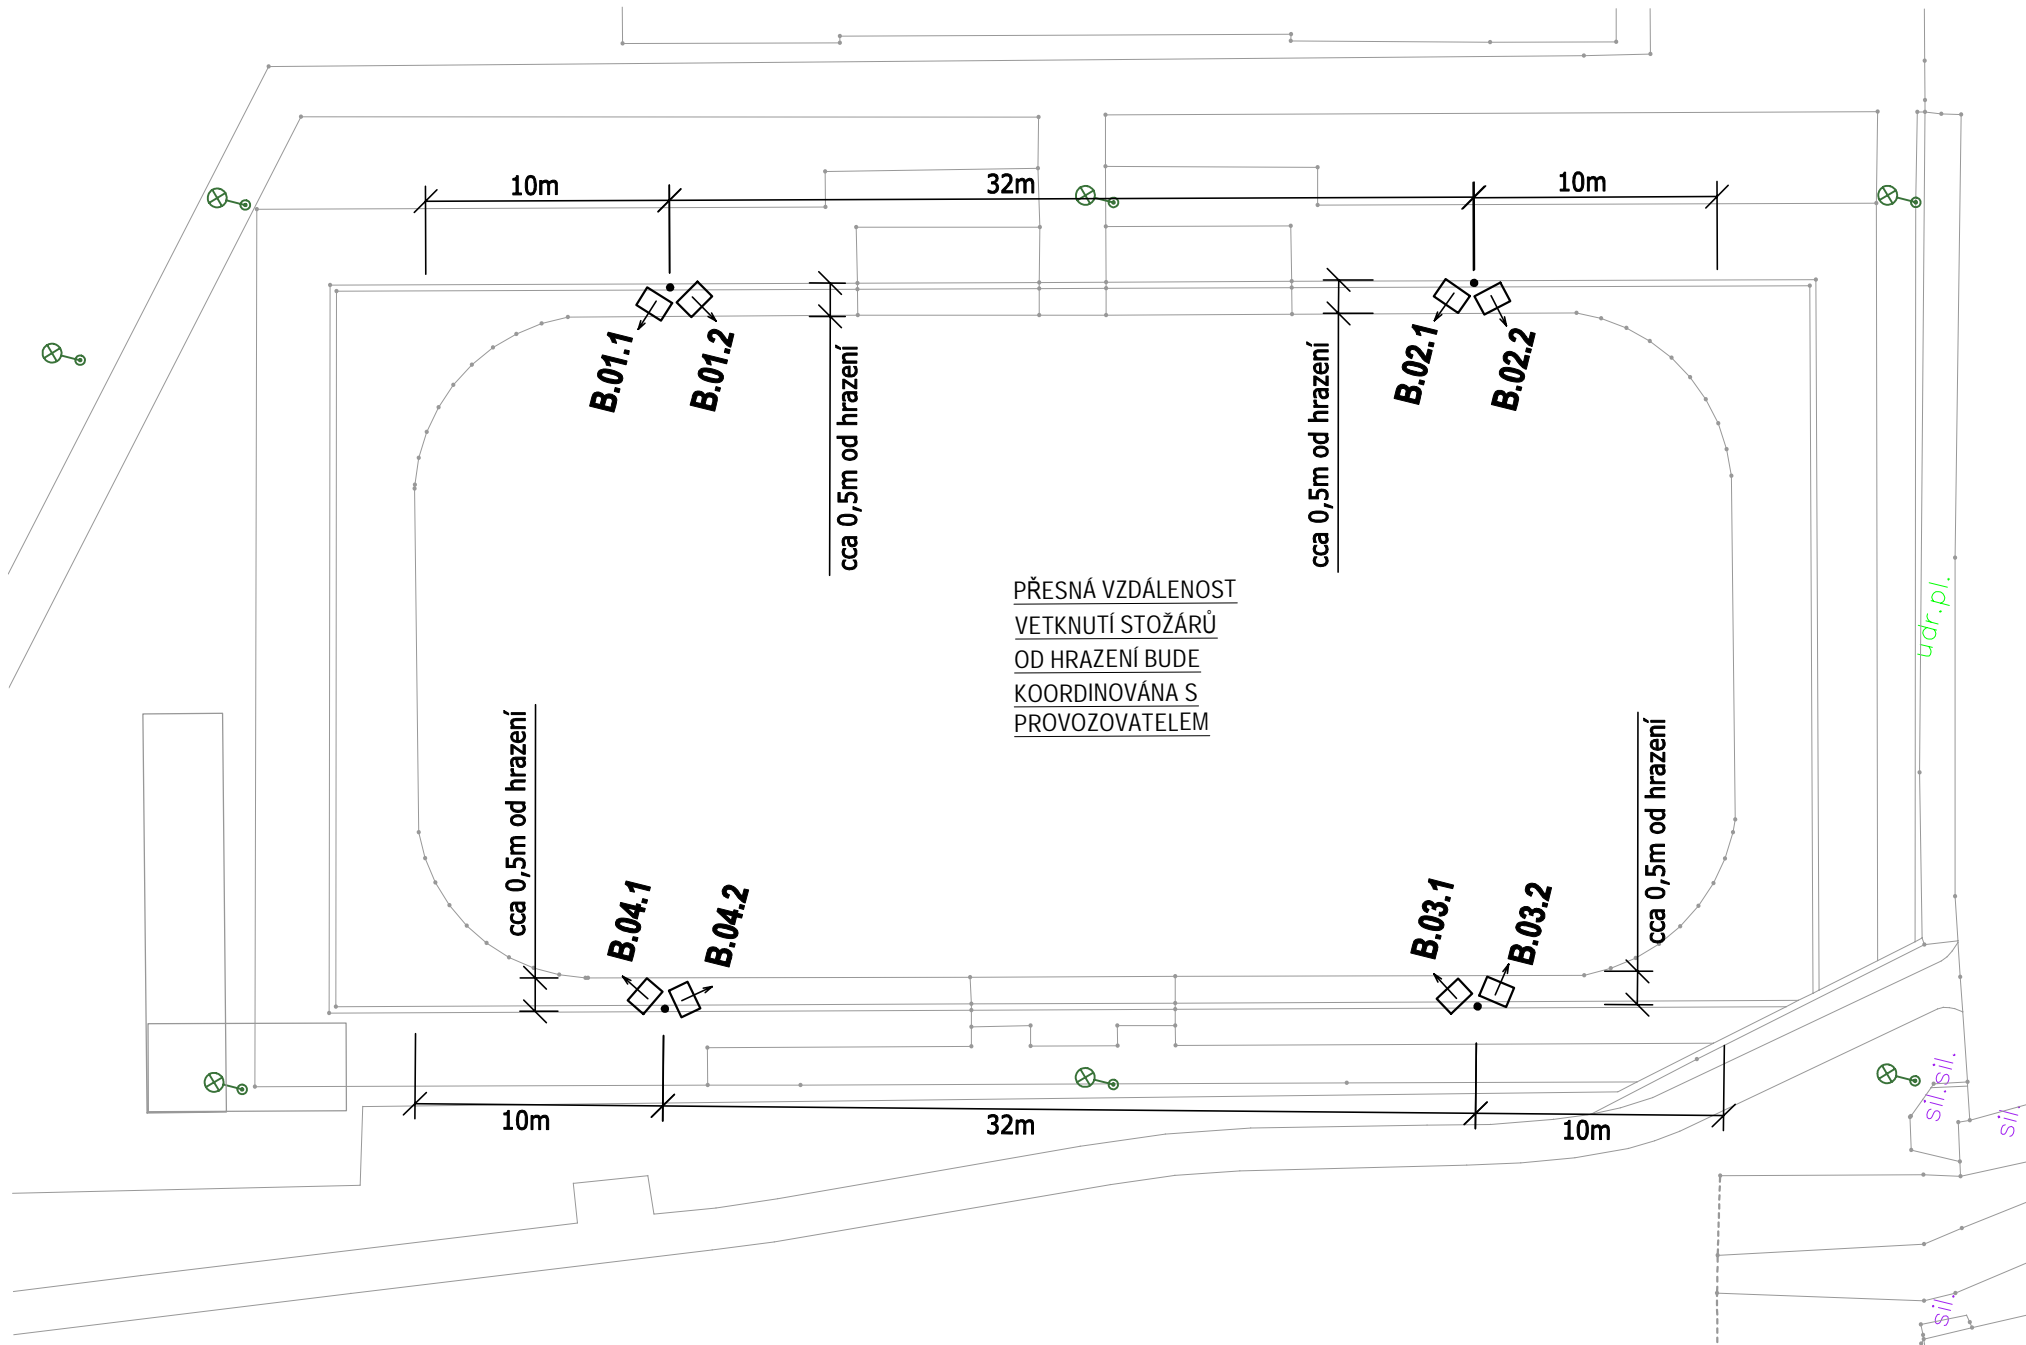 10m
32m
10m
B.01.1
B.01.2
B.02.1
B.02.2
cca 0,5m od hrazení
cca 0,5m od hrazení
PŘESNÁ VZDÁLENOST
VETKNUTÍ STOŽÁRŮ
OD HRAZENÍ BUDE
KOORDINOVÁNA S
PROVOZOVATELEM
udr.pl.
cca 0,5m od hrazení
cca 0,5m od hrazení
B.04.1
B.04.2
B.03.1
B.03.2
10m
32m
10m
sil.
sil.
sil.
sil.